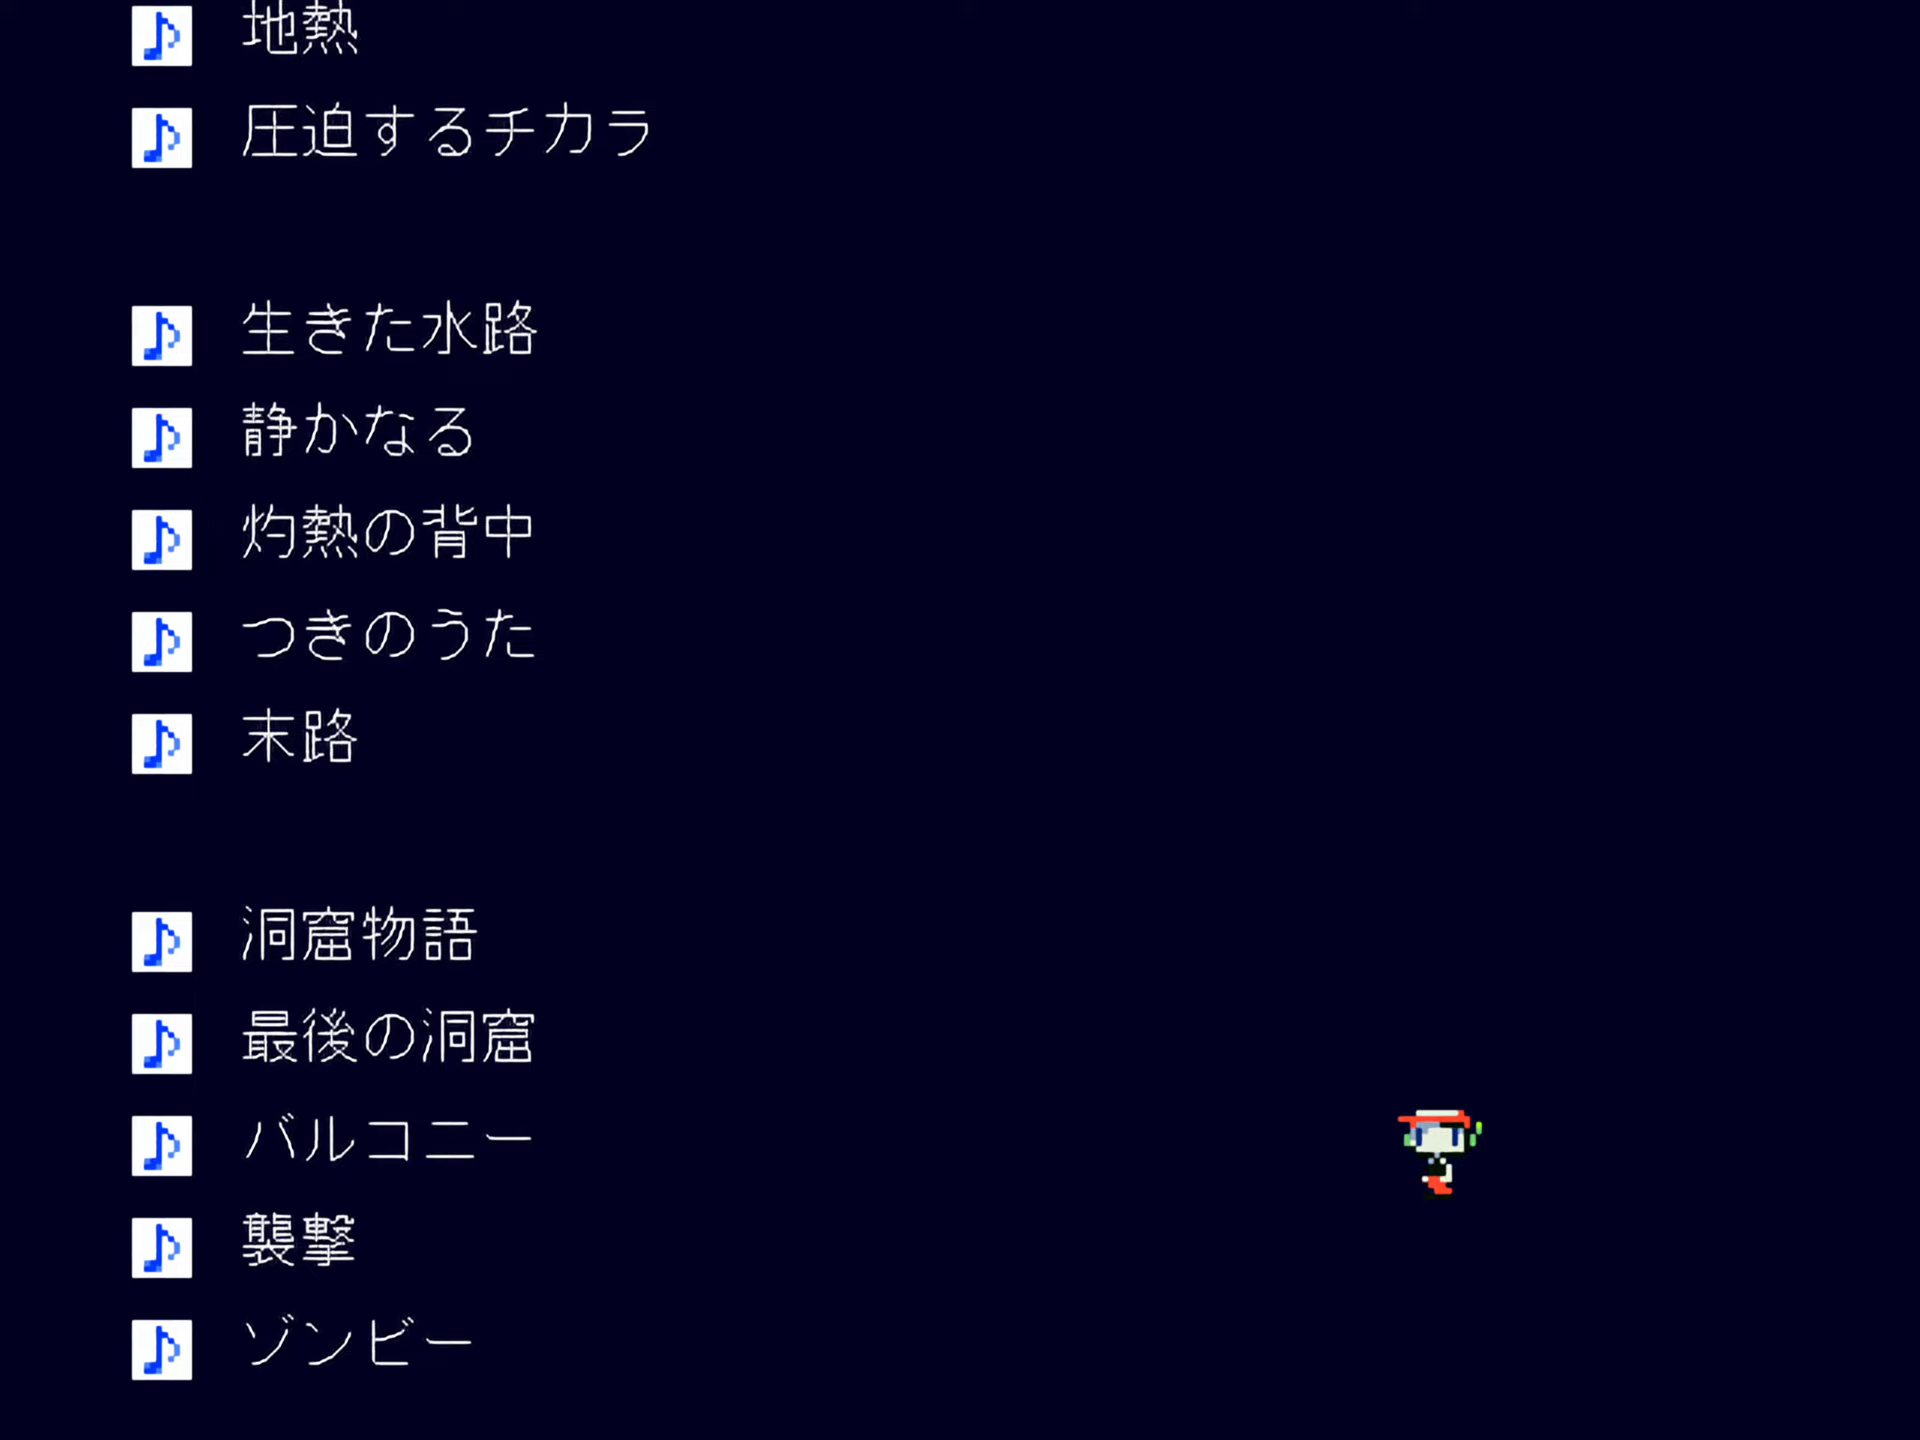 地熱
圧迫するチカラ
生きた水路
静かなる
灼熱の背中
つきのうた
末路
洞窟物語
最後の洞窟
バルコニー
襲撃
ゾンビー